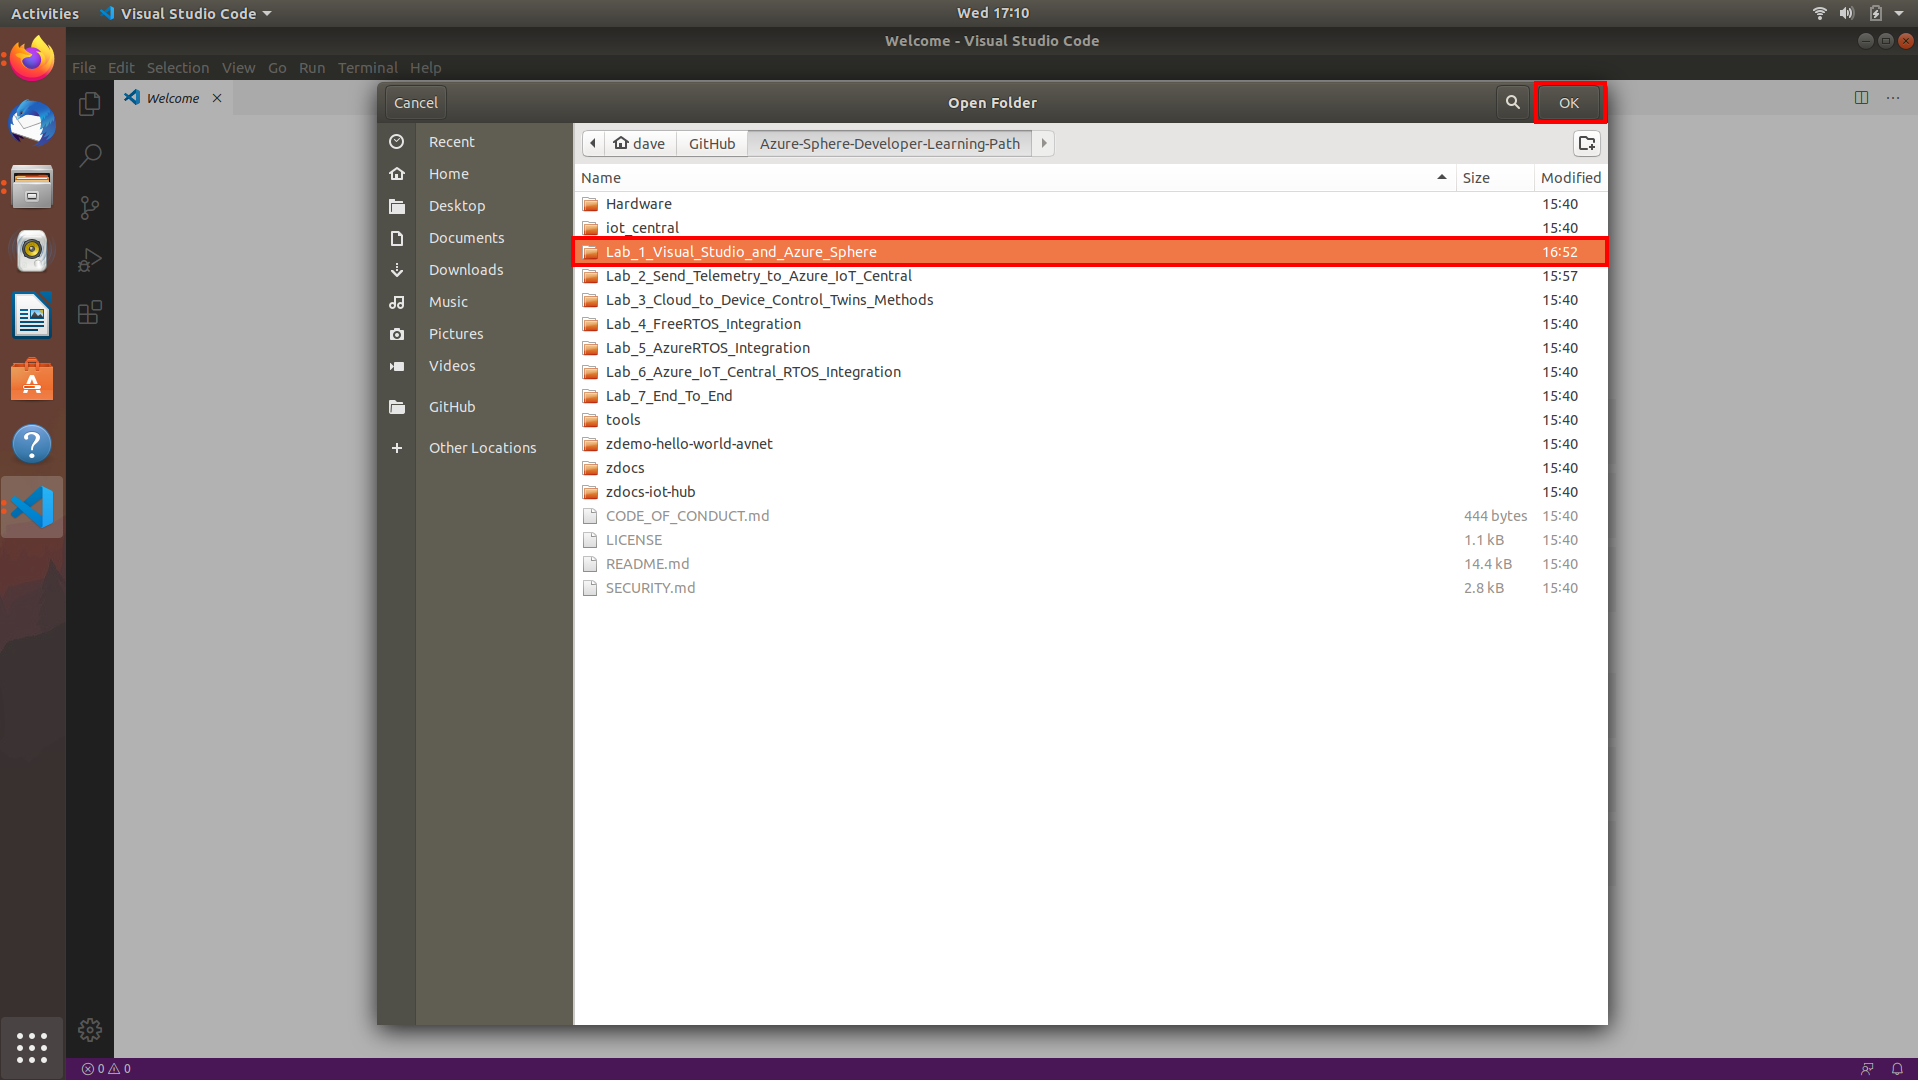 Activities Visual Studio Code Wed 17:10
Welcome - Visual Studio Code
File Edit Selection View Go Run Terminal Help
Welcome
Cancel Open Folder OK
Recent
Home
Desktop
Documents
Downloads
Music
Pictures
Videos
GitHub
Other Locations
dave GitHub Azure-Sphere-Developer-Learning-Path
Name Size Modified
Hardware 15:40
iot_central 15:40
Lab_1_Visual_Studio_and_Azure_Sphere 16:52
Lab_2_Send_Telemetry_to_Azure_IoT_Central 15:57
Lab_3_Cloud_to_Device_Control_Twins_Methods 15:40
Lab_4_FreeRTOS_Integration 15:40
Lab_5_AzureRTOS_Integration 15:40
Lab_6_Azure_IoT_Central_RTOS_Integration 15:40
Lab_7_End_To_End 15:40
tools 15:40
zdemo-hello-world-avnet 15:40
zdocs 15:40
zdocs-iot-hub 15:40
CODE_OF_CONDUCT.md 444 bytes 15:40
LICENSE 1.1 kB 15:40
README.md 14.4 kB 15:40
SECURITY.md 2.8 kB 15:40
0 0